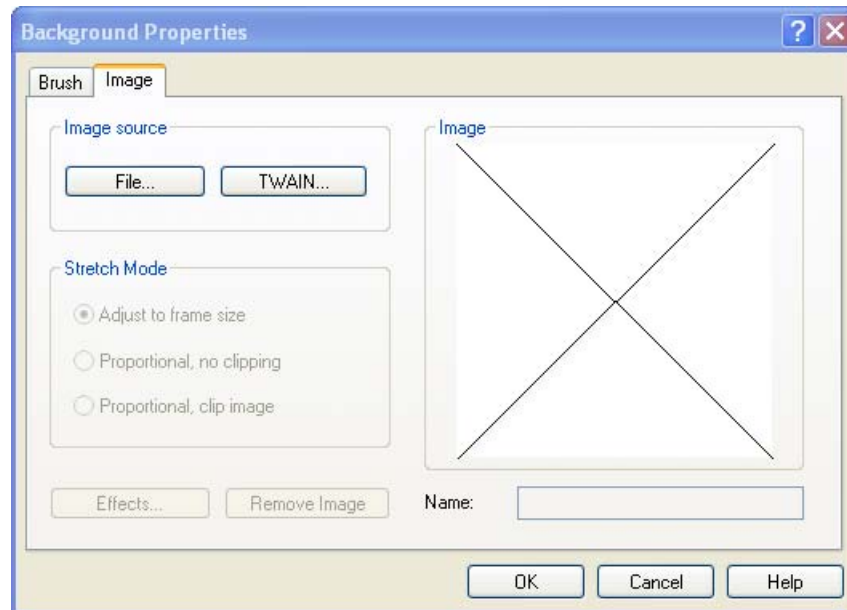 Background Properties
Brush
Image
Image source
File...
TWAIN...
Stretch Mode
Adjust to frame size
Proportional, no clipping
Proportional, clip image
Effects...
Remove Image
Image
Name:
OK
Cancel
Help